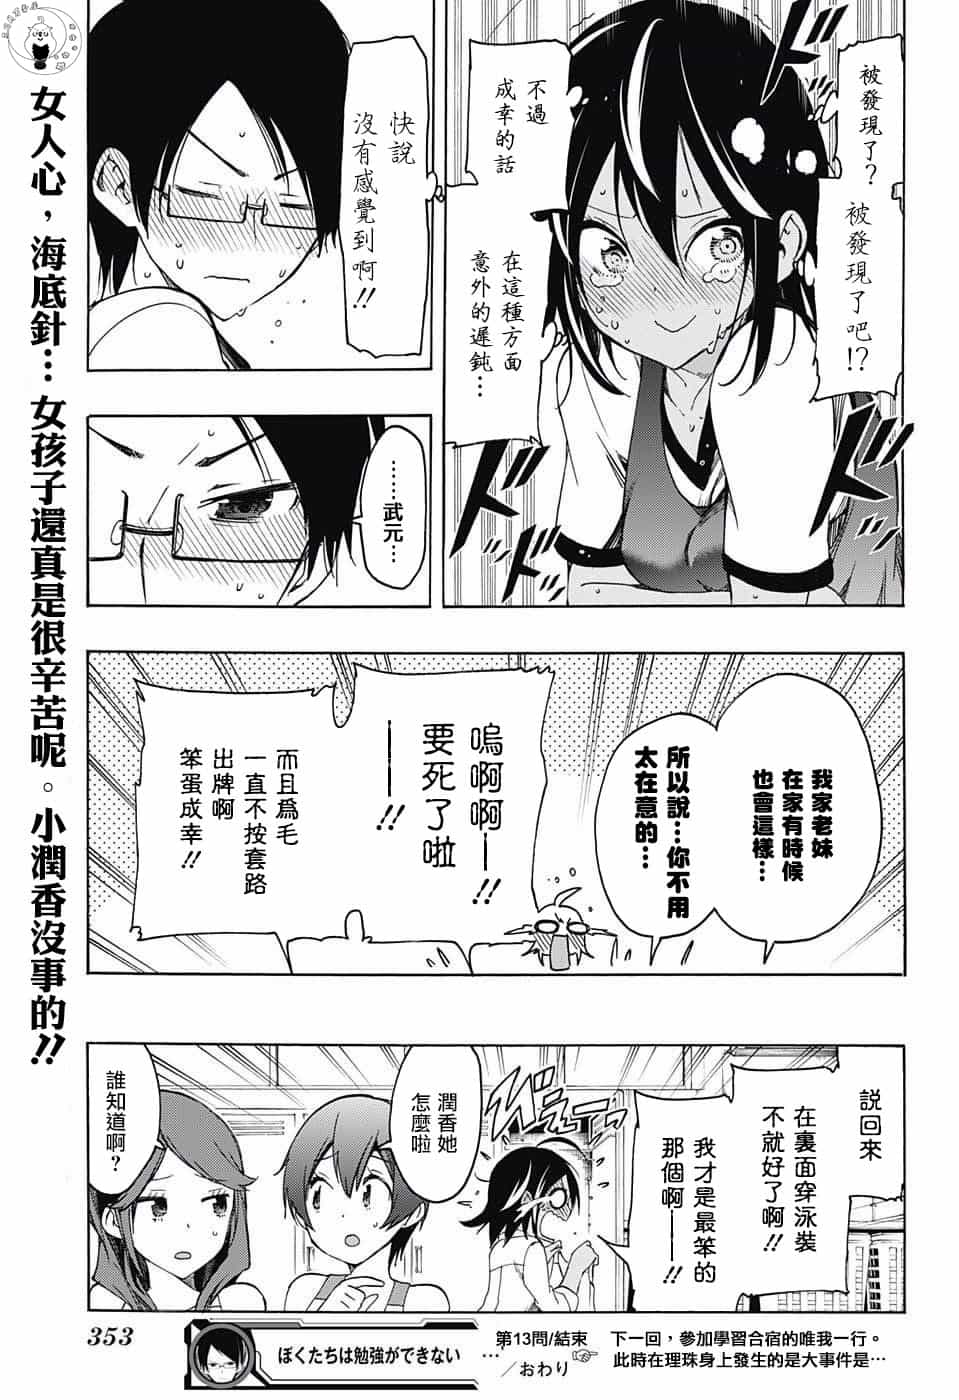 被發現了?
被發現了吧!?
不過
成幸的話
在這種方面
意外的遲鈍…
ドッ
ドッ
ドッ
快說
沒有感覺
到啊!!
……武元…
我家老妹
在家有時候
也會這樣…
所以說…你不用
太在意的…
嗚啊啊──!!
要死了啦
──!!
而且為毛
一直不按套路
出牌啊
笨蛋成幸!!
説回來
在裏面穿泳裝
不就好了啊!!
我才是最笨的
那個啊──!!
潤香她
怎麼啦
誰知道啊?
女人心，海底針…女孩子還真是很辛苦呢。小潤香沒事的!!
353
ぼくたちは勉強ができない
…
第13問/結束
／おわり
下一回，參加學習合宿的唯我一行。
此時在理珠身上發生的是大事件是…